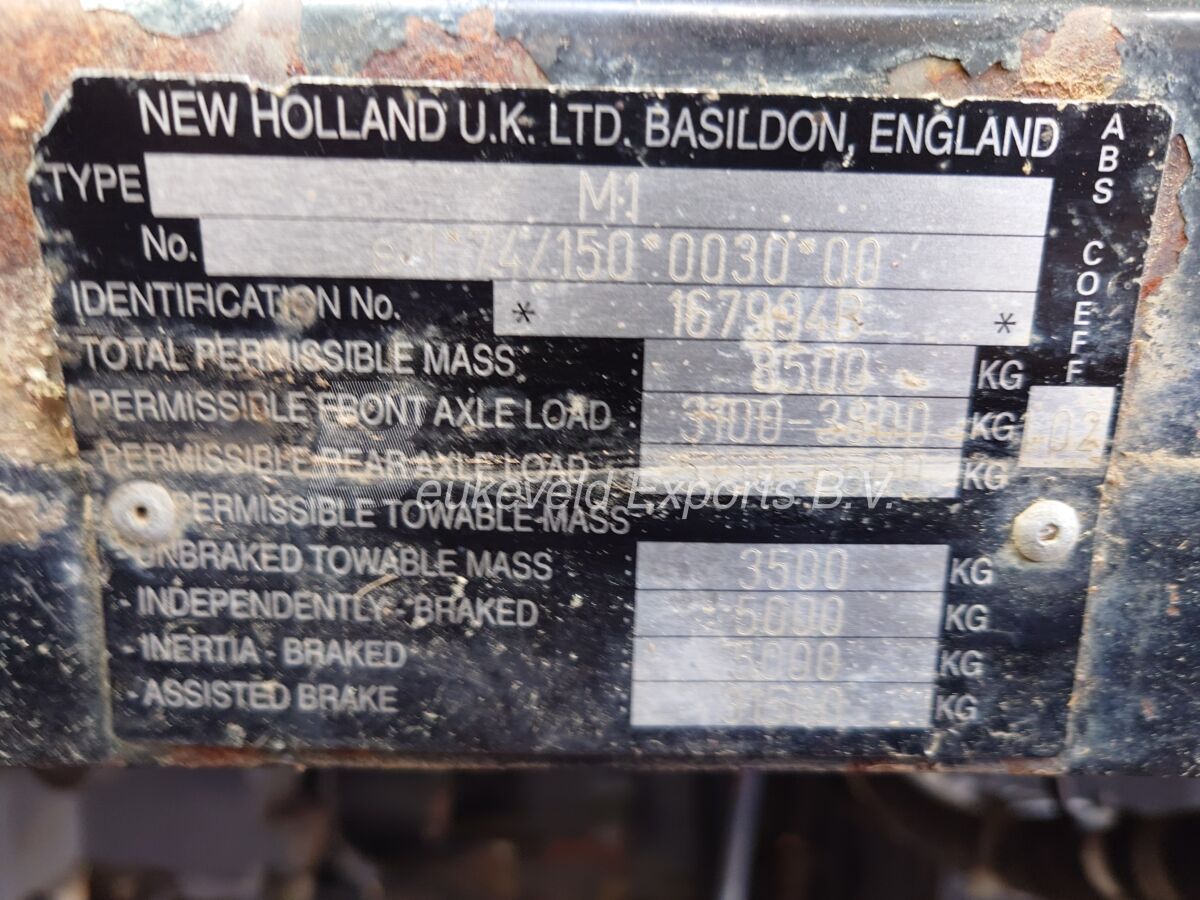 NEW HOLLAND U.K. LTD. BASILDON, ENGLAND
TYPE M1
No. e11*74/150*0030*00
IDENTIFICATION No. * 167994B *
TOTAL PERMISSIBLE MASS 8500 KG
PERMISSIBLE FRONT AXLE LOAD : 3100- KG
PERMISSIBLE REAR AXLE LOAD KG
PERMISSIBLE TOWABLE MASS
- UNBRAKED TOWABLE MASS : 3500 KG
- INDEPENDENTLY - BRAKED : 5000 KG
- INERTIA - BRAKED : 5000 KG
- ASSISTED BRAKE : KG
ABS COEFF
eukeveld Exports B.V.